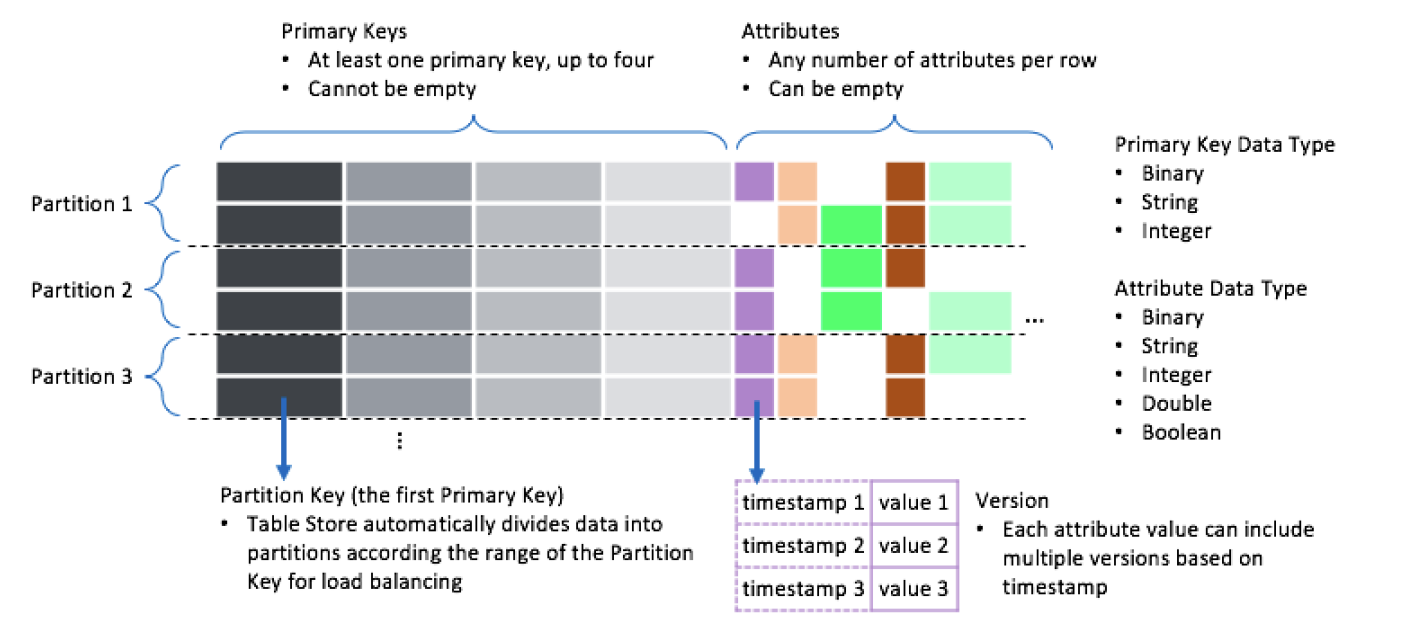 Primary Keys
• At least one primary key, up to four
• Cannot be empty
Attributes
• Any number of attributes per row
• Can be empty
Primary Key Data Type
• Binary
• String
• Integer
Attribute Data Type
• Binary
• String
• Integer
• Double
• Boolean
Partition 1
Partition 2
Partition 3
...
⋮
Partition Key (the first Primary Key)
• Table Store automatically divides data into
partitions according the range of the Partition
Key for load balancing
timestamp 1 value 1
timestamp 2 value 2
timestamp 3 value 3
Version
• Each attribute value can include
multiple versions based on
timestamp